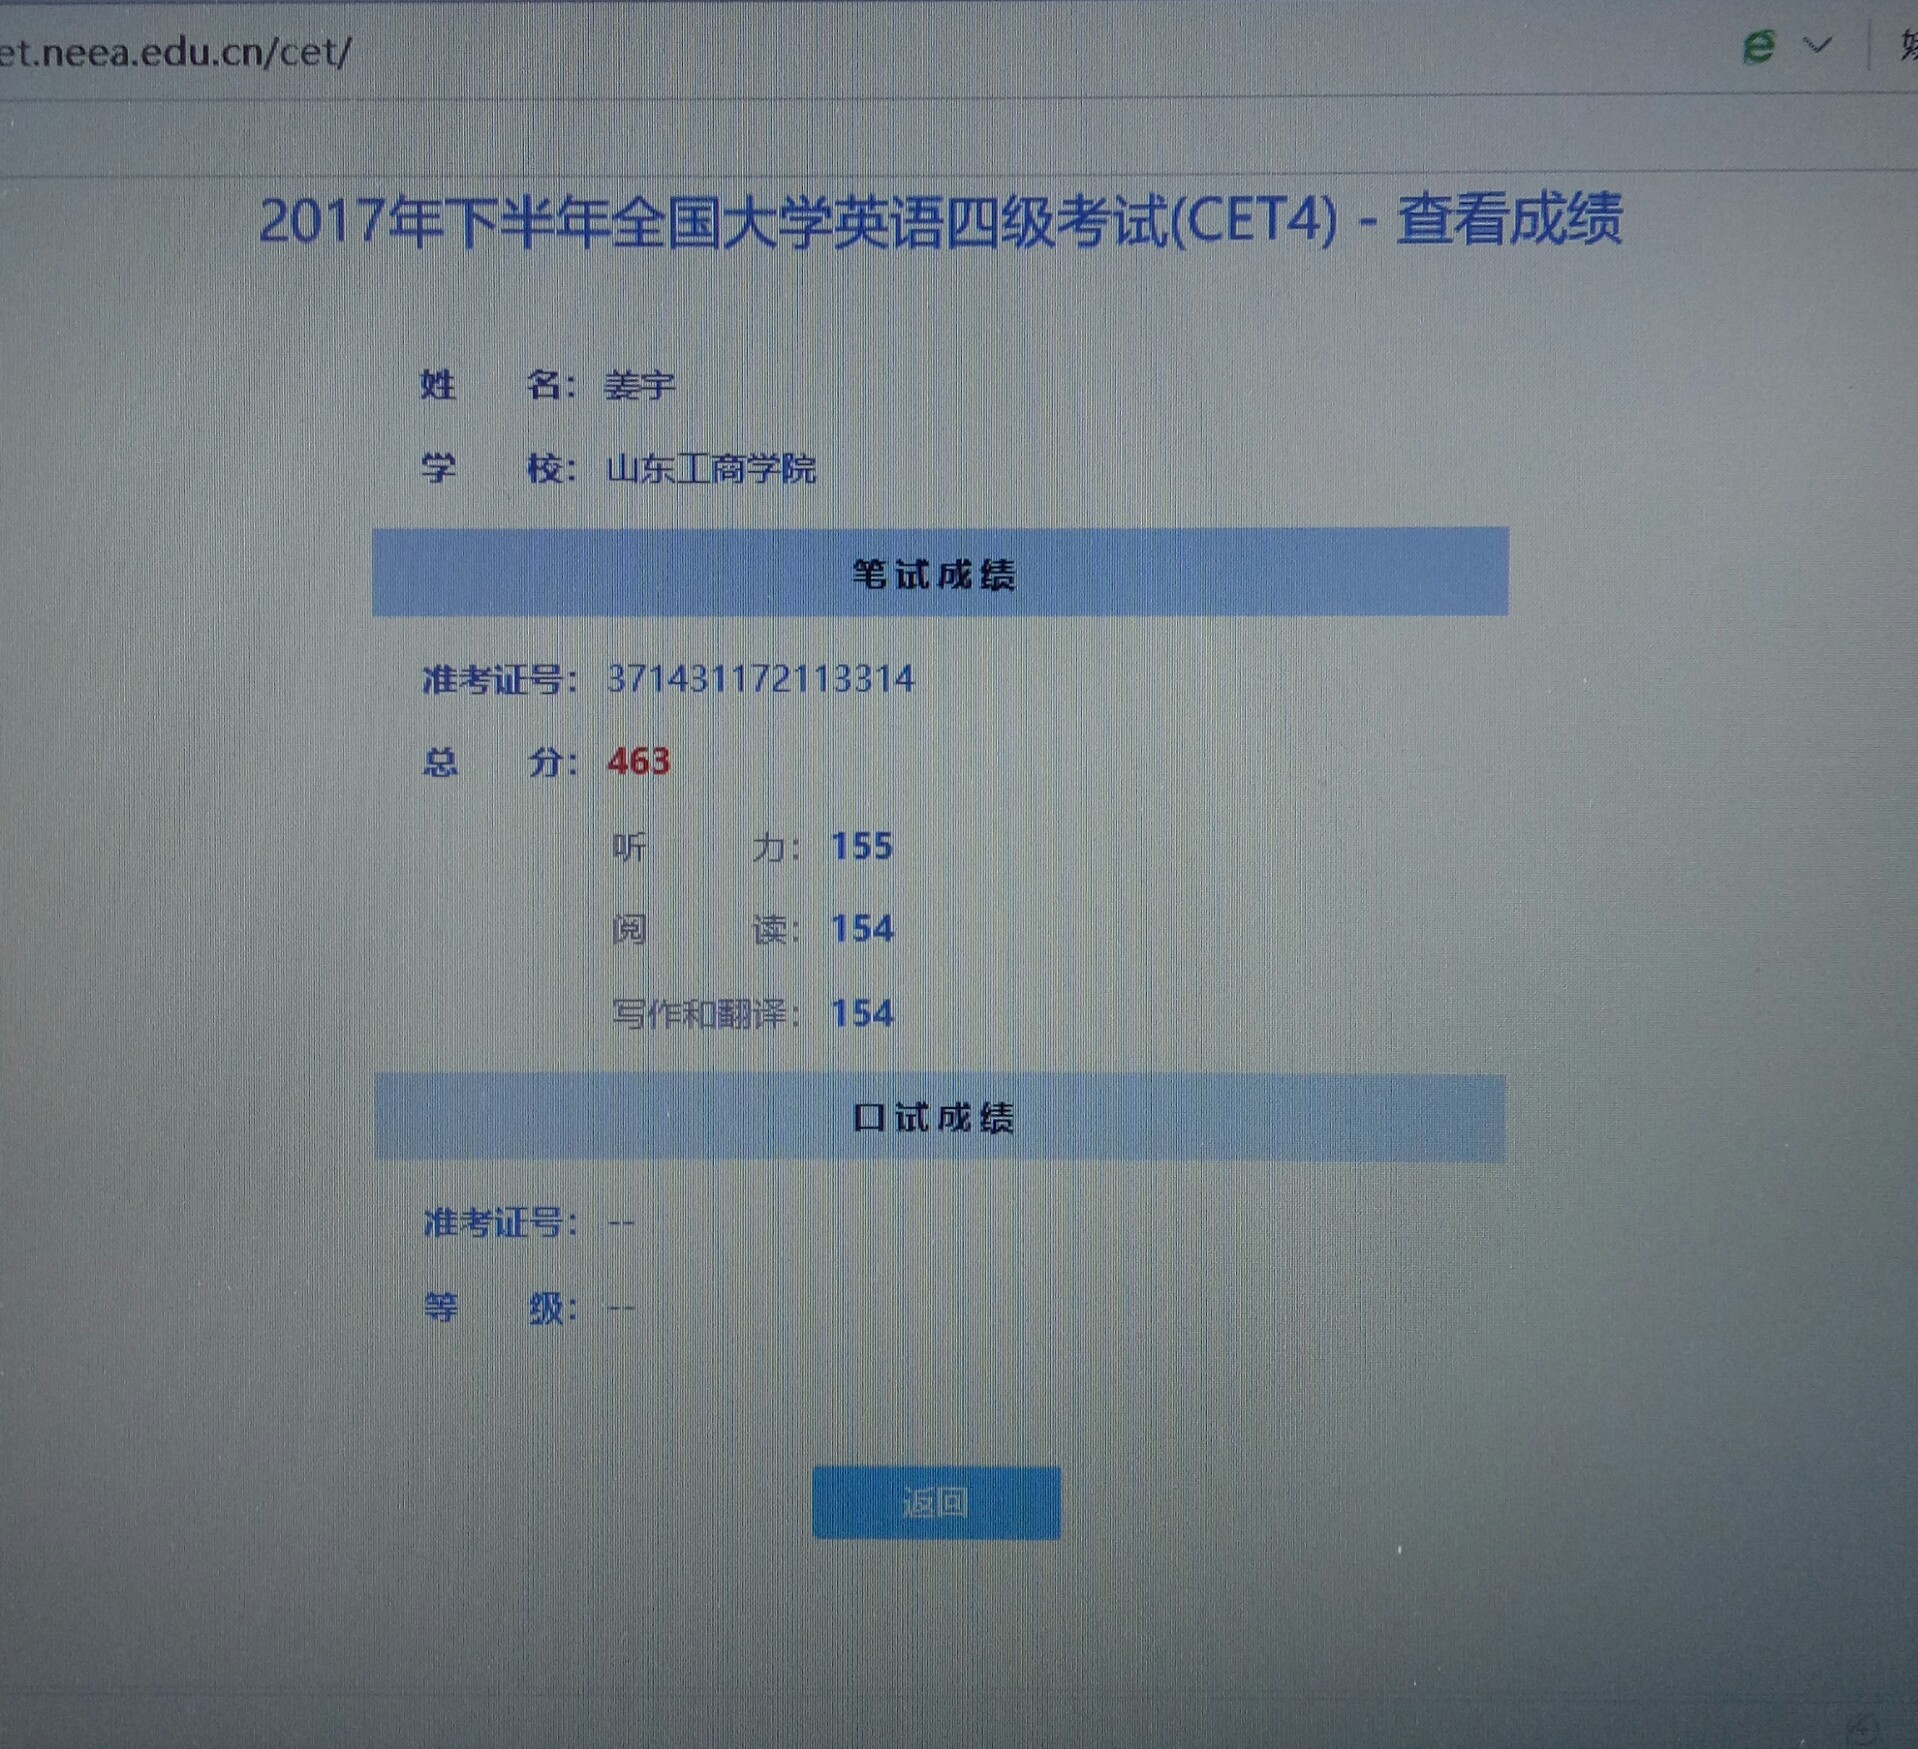 et.neea.edu.cn/cet/
2017年下半年全国大学英语四级考试(CET4) - 查看成绩
姓 名： 姜宇
学 校： 山东工商学院
笔试成绩
准考证号： 371431172113314
总 分： 463
听 力： 155
阅 读： 154
写作和翻译： 154
口试成绩
准考证号： --
等 级： --
返回